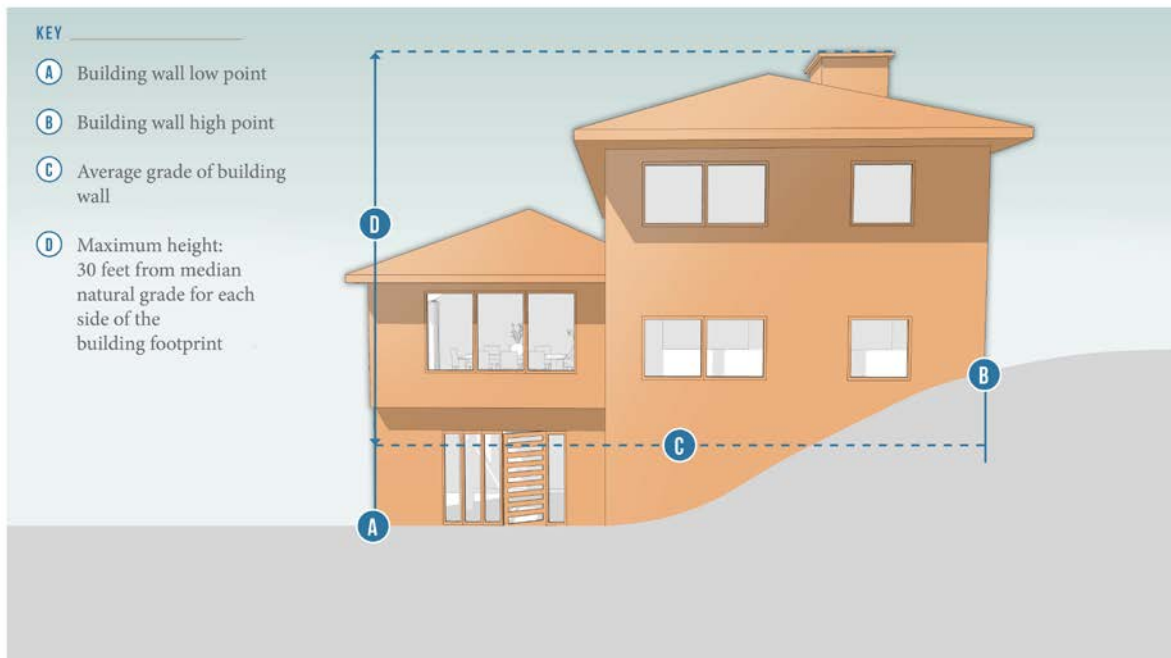 KEY
A Building wall low point
B Building wall high point
C Average grade of building
wall
D Maximum height:
30 feet from median
natural grade for each
side of the
building footprint
D
B
C
A